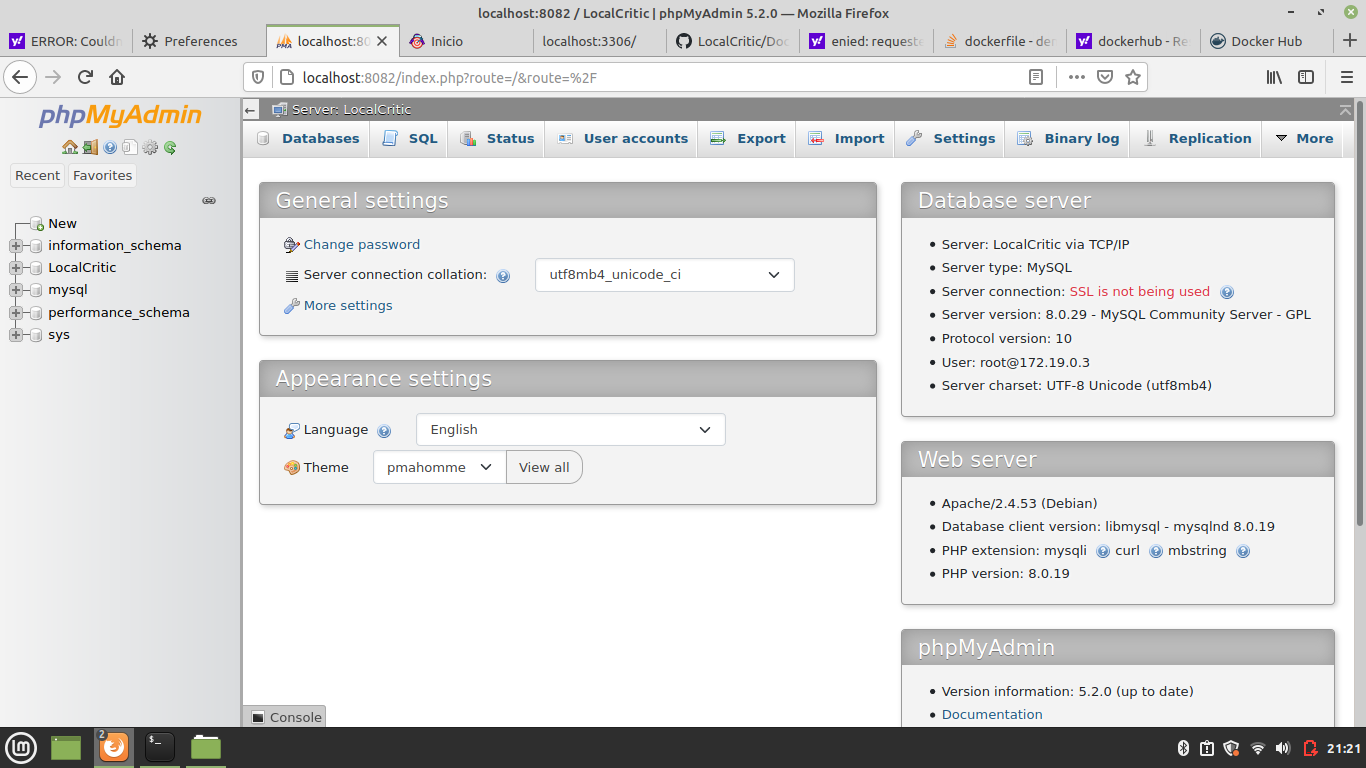 localhost:8082 / LocalCritic | phpMyAdmin 5.2.0 — Mozilla Firefox
ERROR: Couldn
Preferences
localhost:80
Inicio
localhost:3306/
LocalCritic/Doc
enied: requeste
dockerfile - der
dockerhub - Re
Docker Hub
localhost:8082/index.php?route=/&route=%2F
phpMyAdmin
Recent
Favorites
New
information_schema
LocalCritic
mysql
performance_schema
sys
Server: LocalCritic
Databases
SQL
Status
User accounts
Export
Import
Settings
Binary log
Replication
More
General settings
Change password
Server connection collation:
utf8mb4_unicode_ci
More settings
Appearance settings
Language
English
Theme
pmahomme
View all
Database server
Server: LocalCritic via TCP/IP
Server type: MySQL
Server connection: SSL is not being used
Server version: 8.0.29 - MySQL Community Server - GPL
Protocol version: 10
User: root@172.19.0.3
Server charset: UTF-8 Unicode (utf8mb4)
Web server
Apache/2.4.53 (Debian)
Database client version: libmysql - mysqlnd 8.0.19
PHP extension: mysqli curl mbstring
PHP version: 8.0.19
phpMyAdmin
Version information: 5.2.0 (up to date)
Documentation
Console
2
21:21